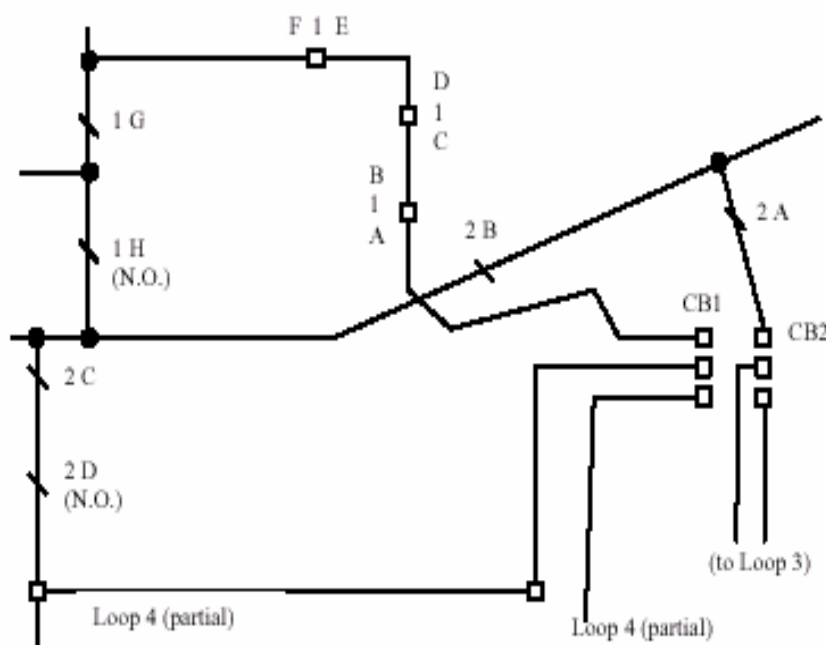 F 1 E
D
1
C
1 G
B
1
A
2 A
2 B
1 H
(N.O.)
CB1
CB2
2 C
2 D
(N.O.)
(to Loop 3)
Loop 4 (partial)
Loop 4 (partial)